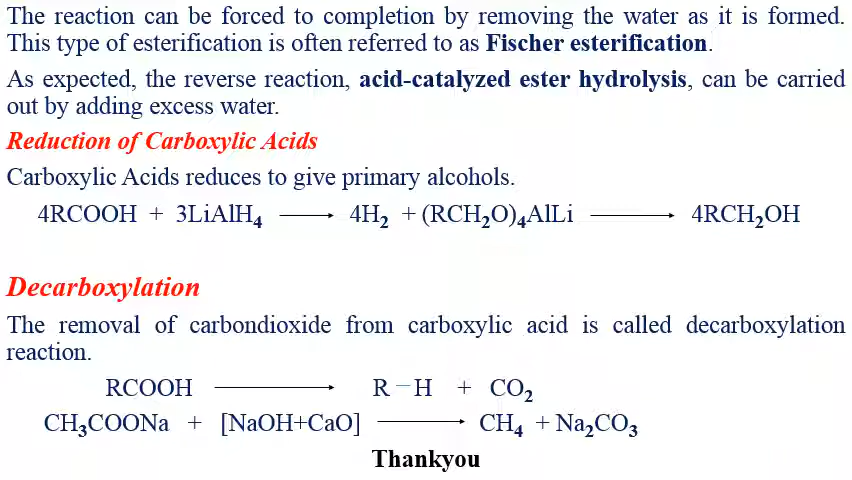 The reaction can be forced to completion by removing the water as it is formed.
This type of esterification is often referred to as Fischer esterification.
As expected, the reverse reaction, acid-catalyzed ester hydrolysis, can be carried
out by adding excess water.
Reduction of Carboxylic Acids
Carboxylic Acids reduces to give primary alcohols.
4RCOOH + 3LiAlH₄ ⟶ 4H₂ + (RCH₂O)₄AlLi ⟶ 4RCH₂OH
Decarboxylation
The removal of carbondioxide from carboxylic acid is called decarboxylation
reaction.
RCOOH ⟶ R－H + CO₂
CH₃COONa + [NaOH+CaO] ⟶ CH₄ + Na₂CO₃
Thankyou